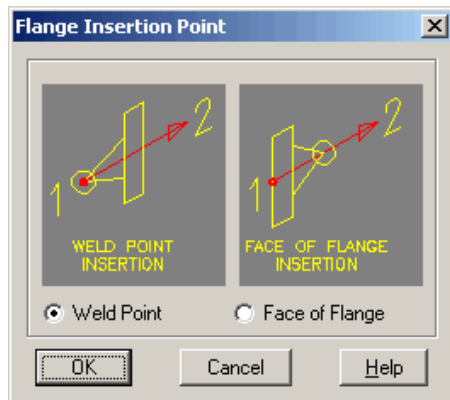 Flange Insertion Point
1 2
WELD POINT
INSERTION
1 2
FACE OF FLANGE
INSERTION
Weld Point Face of Flange
OK Cancel Help